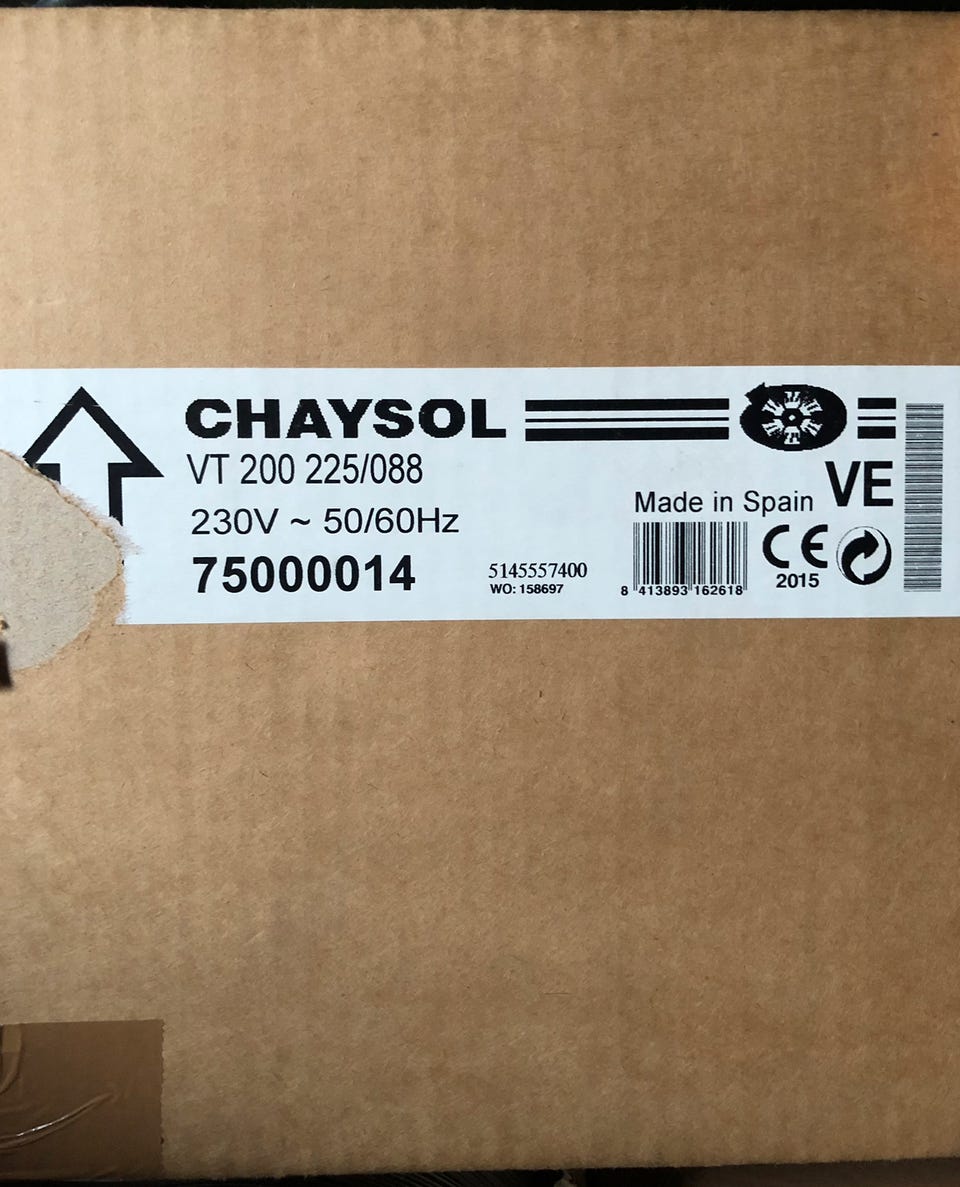 CHAYSOL
VT 200 225/088
230V ~ 50/60Hz
75000014
5145557400
WO: 158697
Made in Spain
VE
8 413893 162618
CE
2015